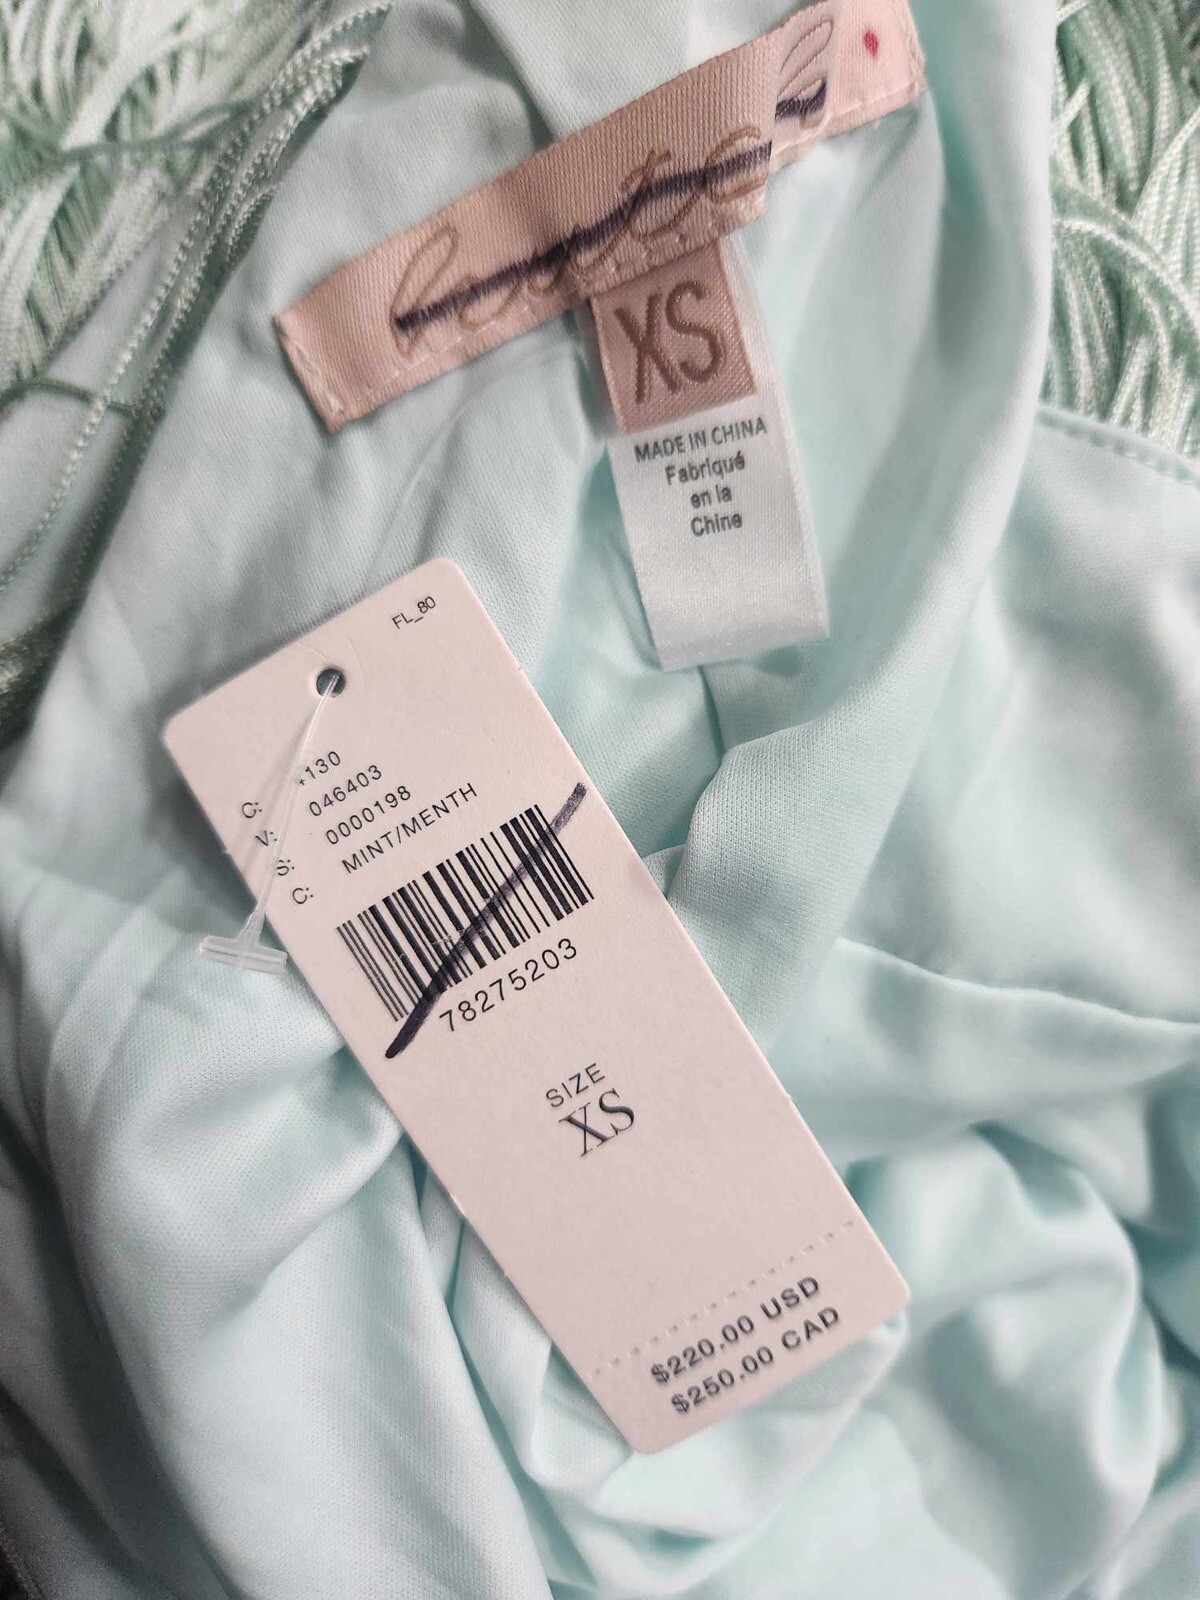 XS
MADE IN CHINA
Fabriqué
en la
Chine
FL_80
C: 4130
V: 046403
S: 0000198
C: MINT/MENTH
78275203
SIZE
XS
$220.00 USD
$250.00 CAD